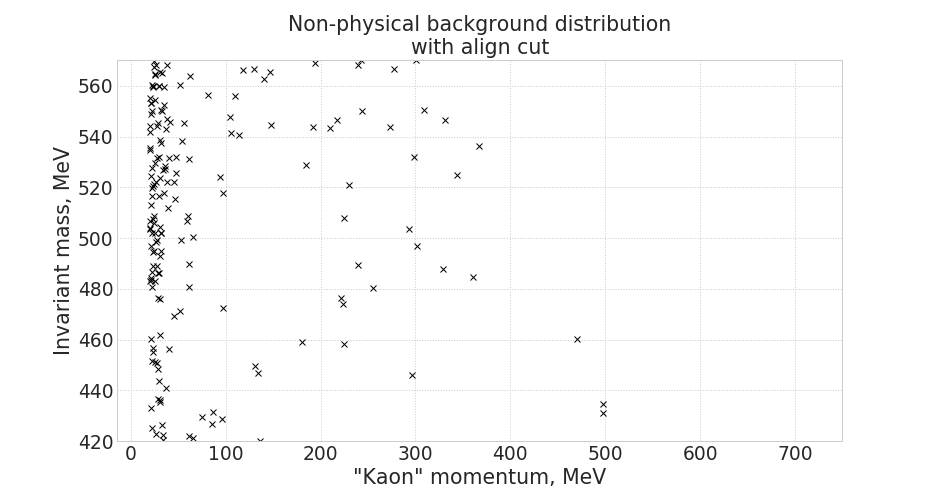 Non-physical background distribution
with align cut
Invariant mass, MeV
560
540
520
500
480
460
440
420
0 100 200 300 400 500 600 700
"Kaon" momentum, MeV